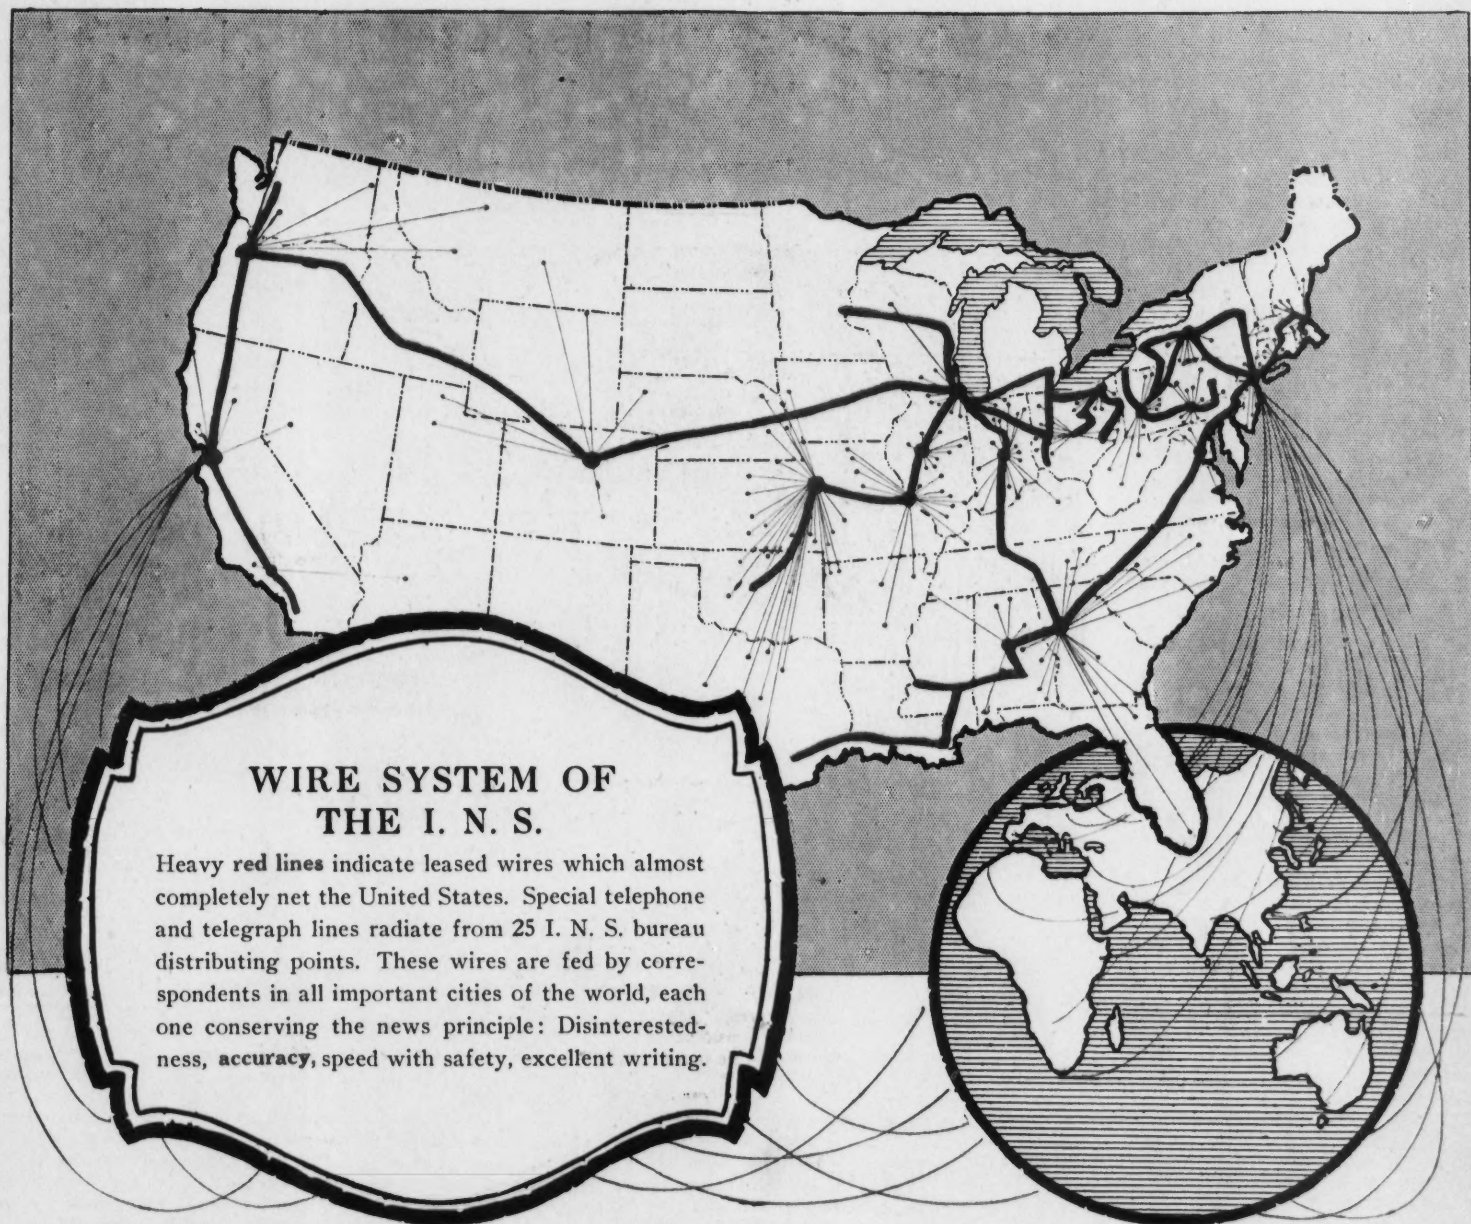 WIRE SYSTEM OF
THE I. N. S.
Heavy red lines indicate leased wires which almost
completely net the United States. Special telephone
and telegraph lines radiate from 25 I. N. S. bureau
distributing points. These wires are fed by corre-
spondents in all important cities of the world, each
one conserving the news principle: Disinterested-
ness, accuracy, speed with safety, excellent writing.